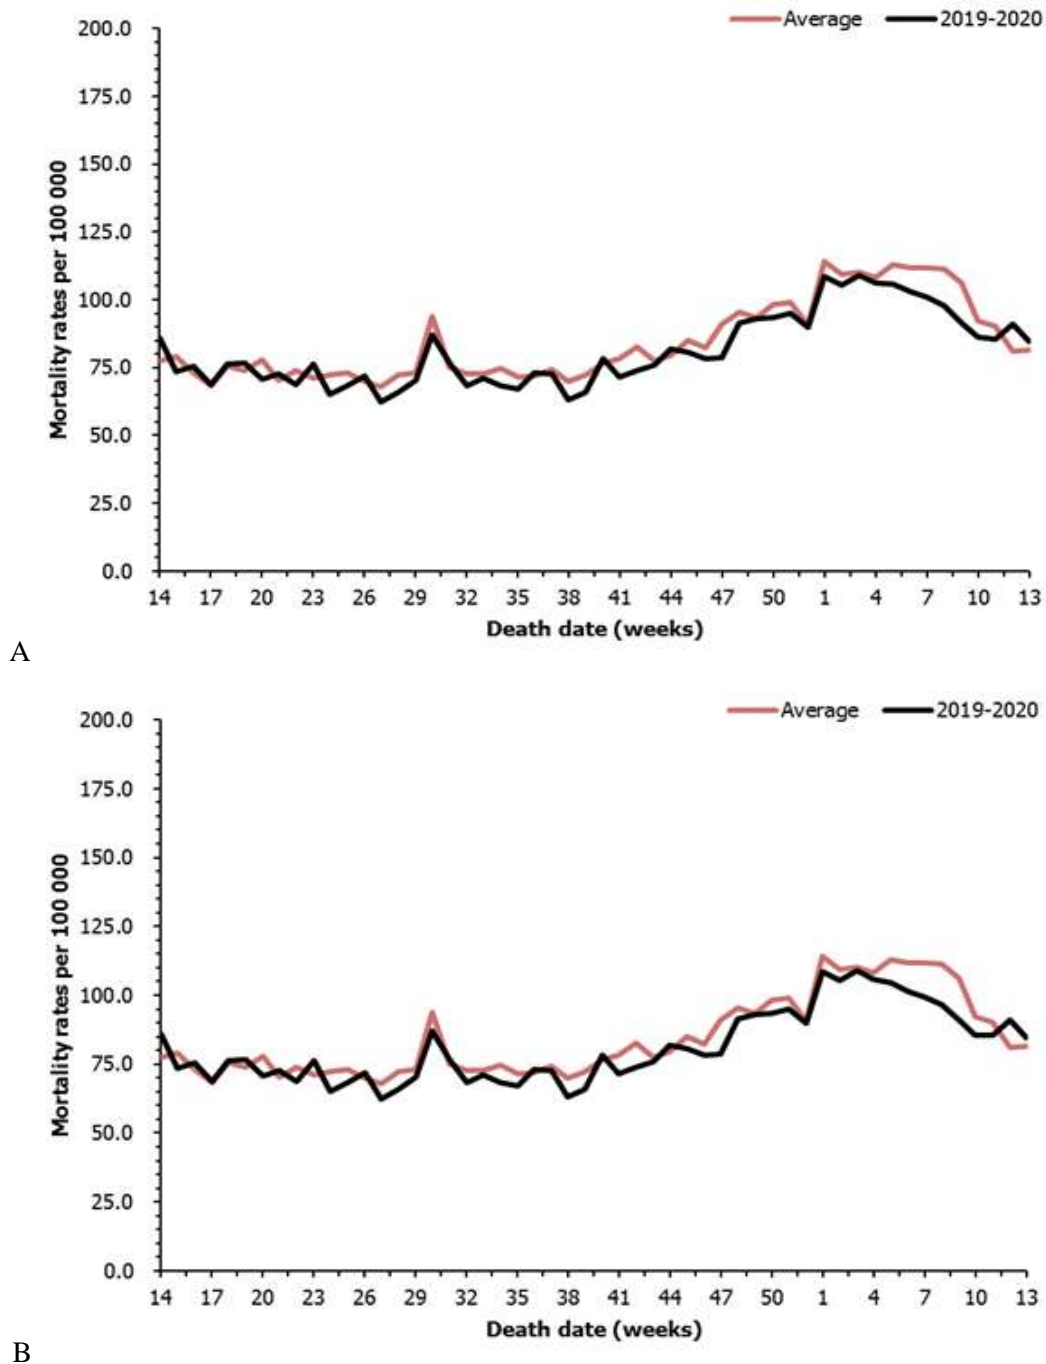 Average 2019-2020
200.0
175.0
150.0
125.0
100.0
75.0
50.0
25.0
0.0
Mortality rates per 100 000
14 17 20 23 26 29 32 35 38 41 44 47 50 1 4 7 10 13
Death date (weeks)
A
Average 2019-2020
200.0
175.0
150.0
125.0
100.0
75.0
50.0
25.0
0.0
Mortality rates per 100 000
14 17 20 23 26 29 32 35 38 41 44 47 50 1 4 7 10 13
Death date (weeks)
B